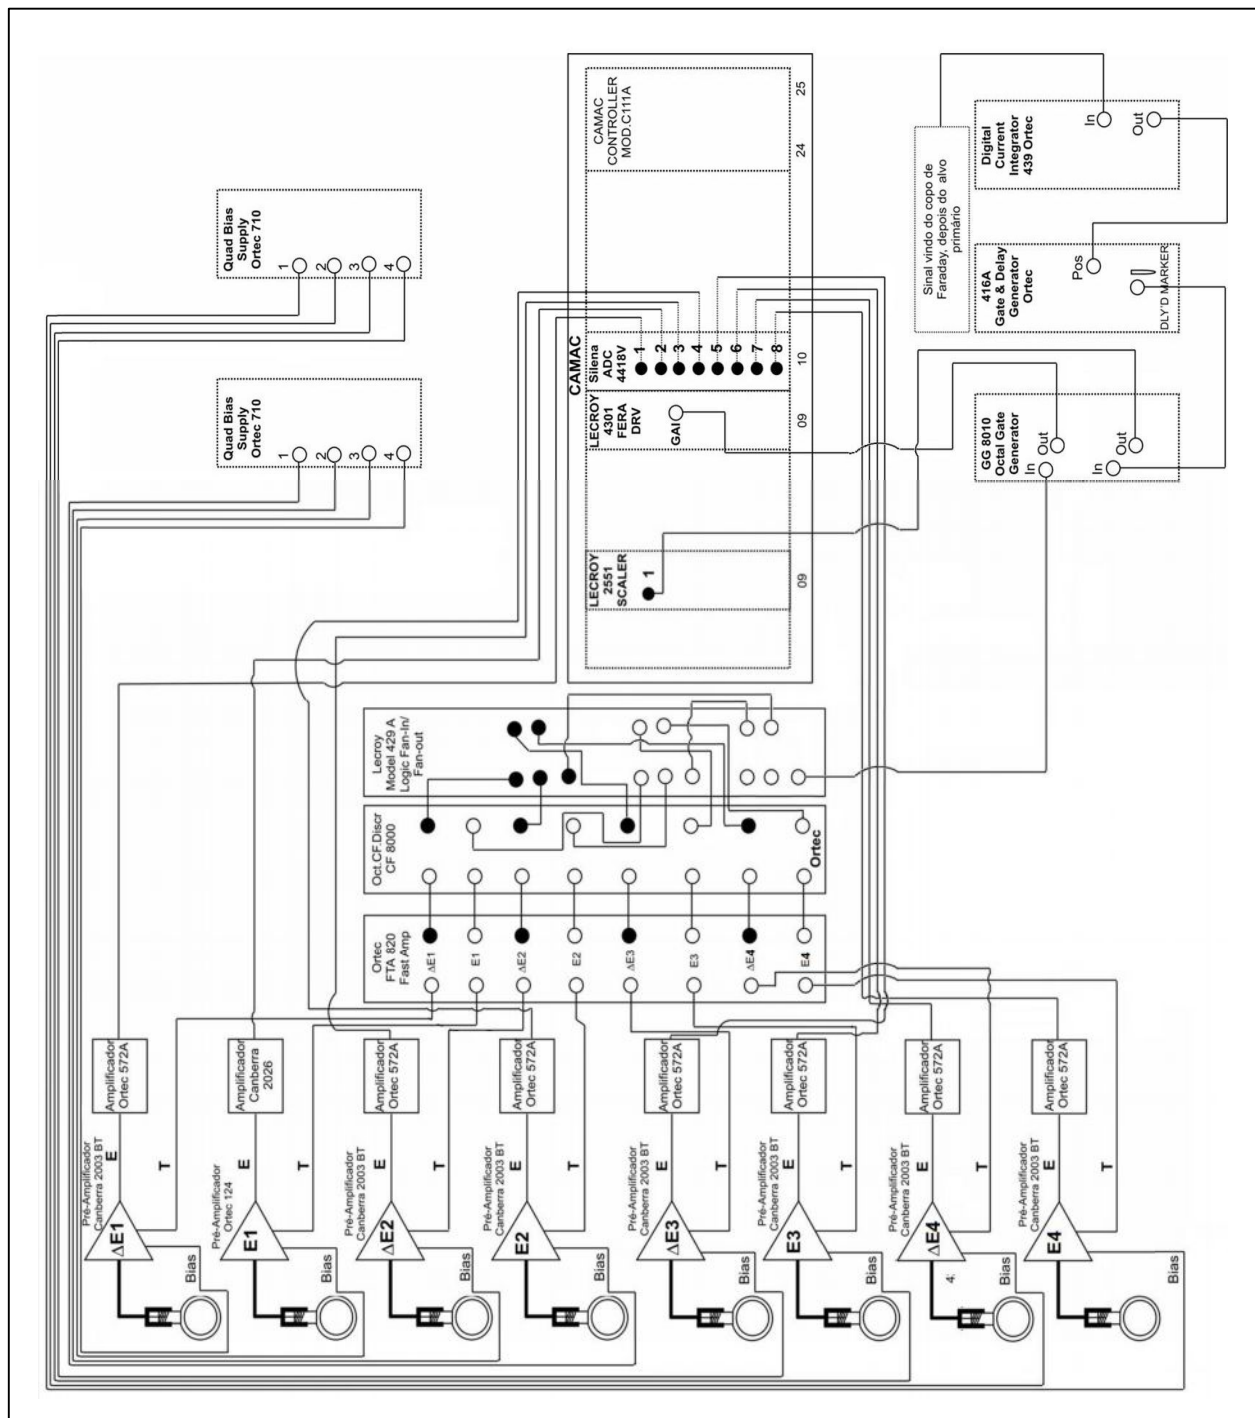 Quad Bias
Supply
Ortec 710
1
2
3
4
Quad Bias
Supply
Ortec 710
1
2
3
4
CAMAC
CAMAC
CONTROLLER
MOD.C111A
24
25
Silena
ADC
4418V
1
2
3
4
5
6
7
8
10
LECROY
4301
FERA
DRV
GAI
09
LECROY
2551
SCALER
1
09
Sinal vindo do copo de
Faraday, depois do alvo
primário
Digital
Current
Integrator
439 Ortec
In
Out
416A
Gate & Delay
Generator
Ortec
Pos
DLY'D MARKER
GG 8010
Octal Gate
Generator
In
Out
In
Out
Lecroy
Model 429 A
Logic Fan-In/
Fan-out
Oct.CF.Discr
CF 8000
Ortec
Ortec
FTA 820
Fast Amp
ΔE1
E1
ΔE2
E2
ΔE3
E3
ΔE4
E4
Amplificador
Ortec 572A
Amplificador
Canberra
2026
Amplificador
Ortec 572A
Amplificador
Ortec 572A
Amplificador
Ortec 572A
Amplificador
Ortec 572A
Amplificador
Ortec 572A
Amplificador
Ortec 572A
Pré-Amplificador
Canberra 2003 BT
E
T
ΔE1
Bias
Pré-Amplificador
Ortec 124
E
T
E1
Bias
Pré-Amplificador
Canberra 2003 BT
E
T
ΔE2
Bias
Pré-Amplificador
Canberra 2003 BT
E
T
E2
Bias
Pré-Amplificador
Canberra 2003 BT
E
T
ΔE3
Bias
Pré-Amplificador
Canberra 2003 BT
E
T
E3
Bias
Pré-Amplificador
Canberra 2003 BT
E
T
ΔE4
4.
Bias
Pré-Amplificador
Canberra 2003 BT
E
T
E4
Bias